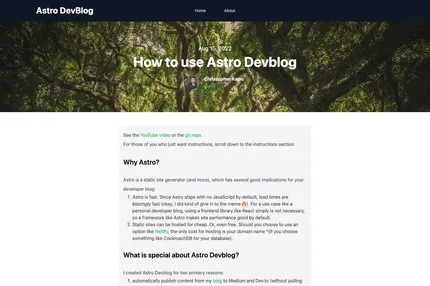 Astro DevBlog
Home
About
Aug 15, 2022
How to use Astro Devblog
Christopher Kapic
See the YouTube video or the git repo.
For those of you who just want instructions, scroll down to the instructions section.
Why Astro?
Astro is a static site generator (and more), which has several good implications for your
developer blog:
1. Astro is fast. Since Astro ships with no JavaScript by default, load times are
blazingly fast (okay, I did kind of give in to the meme🔥). For a use case like a
personal developer blog, using a frontend library like React simply is not necessary,
so a framework like Astro makes site performance good by default.
2. Static sites can be hosted for cheap. Or, even free. Should you choose to use an
option like Netlify, the only cost for hosting is your domain name *(if you choose
something like CockroachDB for your database).
What is special about Astro Devblog?
I created Astro Devblog for two primary reasons:
1. automatically publish content from my blog to Medium and Dev.to (without pulling